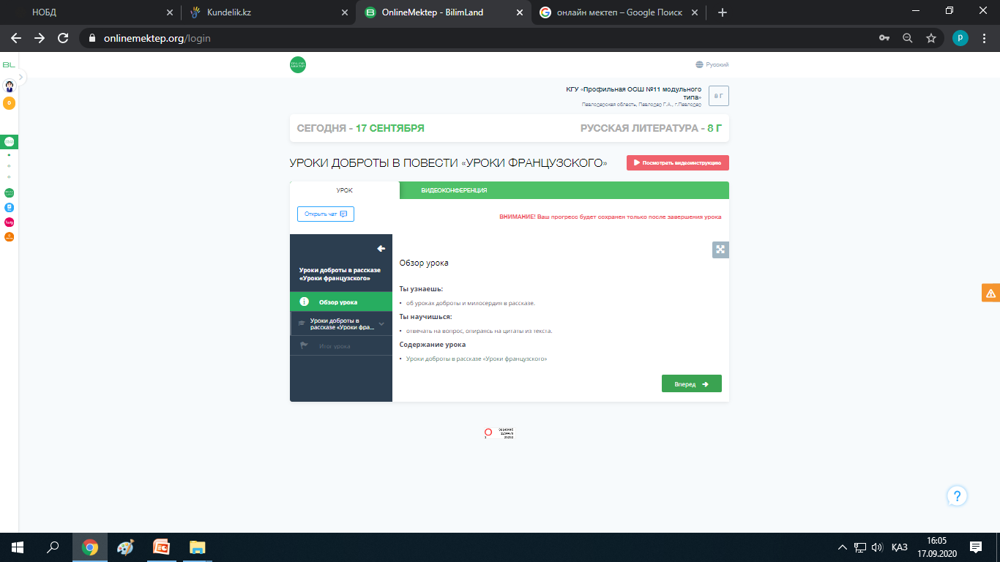 НОБД
Kundelik.kz
OnlineMektep - BilimLand
онлайн мектеп – Google Поиск
onlinemektep.org/login
p
BL
Русский
0
КГУ «Профильная ОСШ №11 модульного
типа»
Павлодарская область, Павлодар Г.А., г.Павлодар
8 Г
СЕГОДНЯ - 17 СЕНТЯБРЯ
РУССКАЯ ЛИТЕРАТУРА - 8 Г
УРОКИ ДОБРОТЫ В ПОВЕСТИ «УРОКИ ФРАНЦУЗСКОГО»
Посмотреть видеоинструкцию
УРОК
ВИДЕОКОНФЕРЕНЦИЯ
Открыть чат
ВНИМАНИЕ! Ваш прогресс будет сохранен только после завершения урока
Уроки доброты в рассказе
«Уроки французского»
Обзор урока
Уроки доброты в
рассказе «Уроки фра...
Итог урока
Обзор урока
Ты узнаешь:
• об уроках доброты и милосердия в рассказе.
Ты научишься:
• отвечать на вопрос, опираясь на цитаты из текста.
Содержание урока
• Уроки доброты в рассказе «Уроки французского»
Вперед
?
ҚАЗ
16:05
17.09.2020